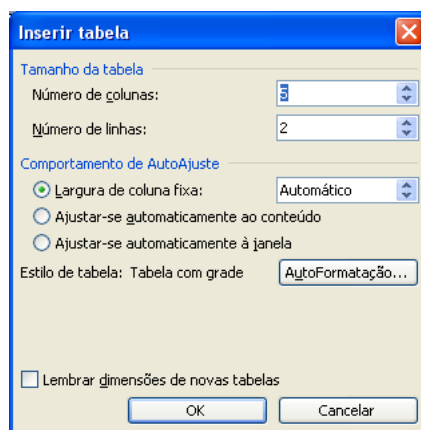 Inserir tabela
Tamanho da tabela
Número de colunas: 5
Número de linhas: 2
Comportamento de AutoAjuste
Largura de coluna fixa: Automático
Ajustar-se automaticamente ao conteúdo
Ajustar-se automaticamente à janela
Estilo de tabela: Tabela com grade AutoFormatação...
Lembrar dimensões de novas tabelas
OK Cancelar